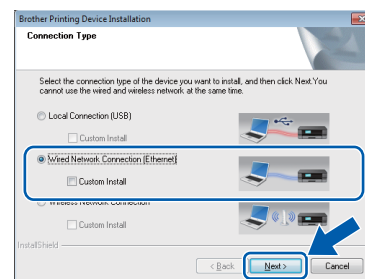 Brother Printing Device Installation
Connection Type
Select the connection type of the device you want to install, and then click Next.You
cannot use the wired and wireless network at the same time.
Local Connection (USB)
Custom Install
Wired Network Connection (Ethernet)
Custom Install
Wireless Network Connection
Custom Install
InstallShield
< Back
Next >
Cancel